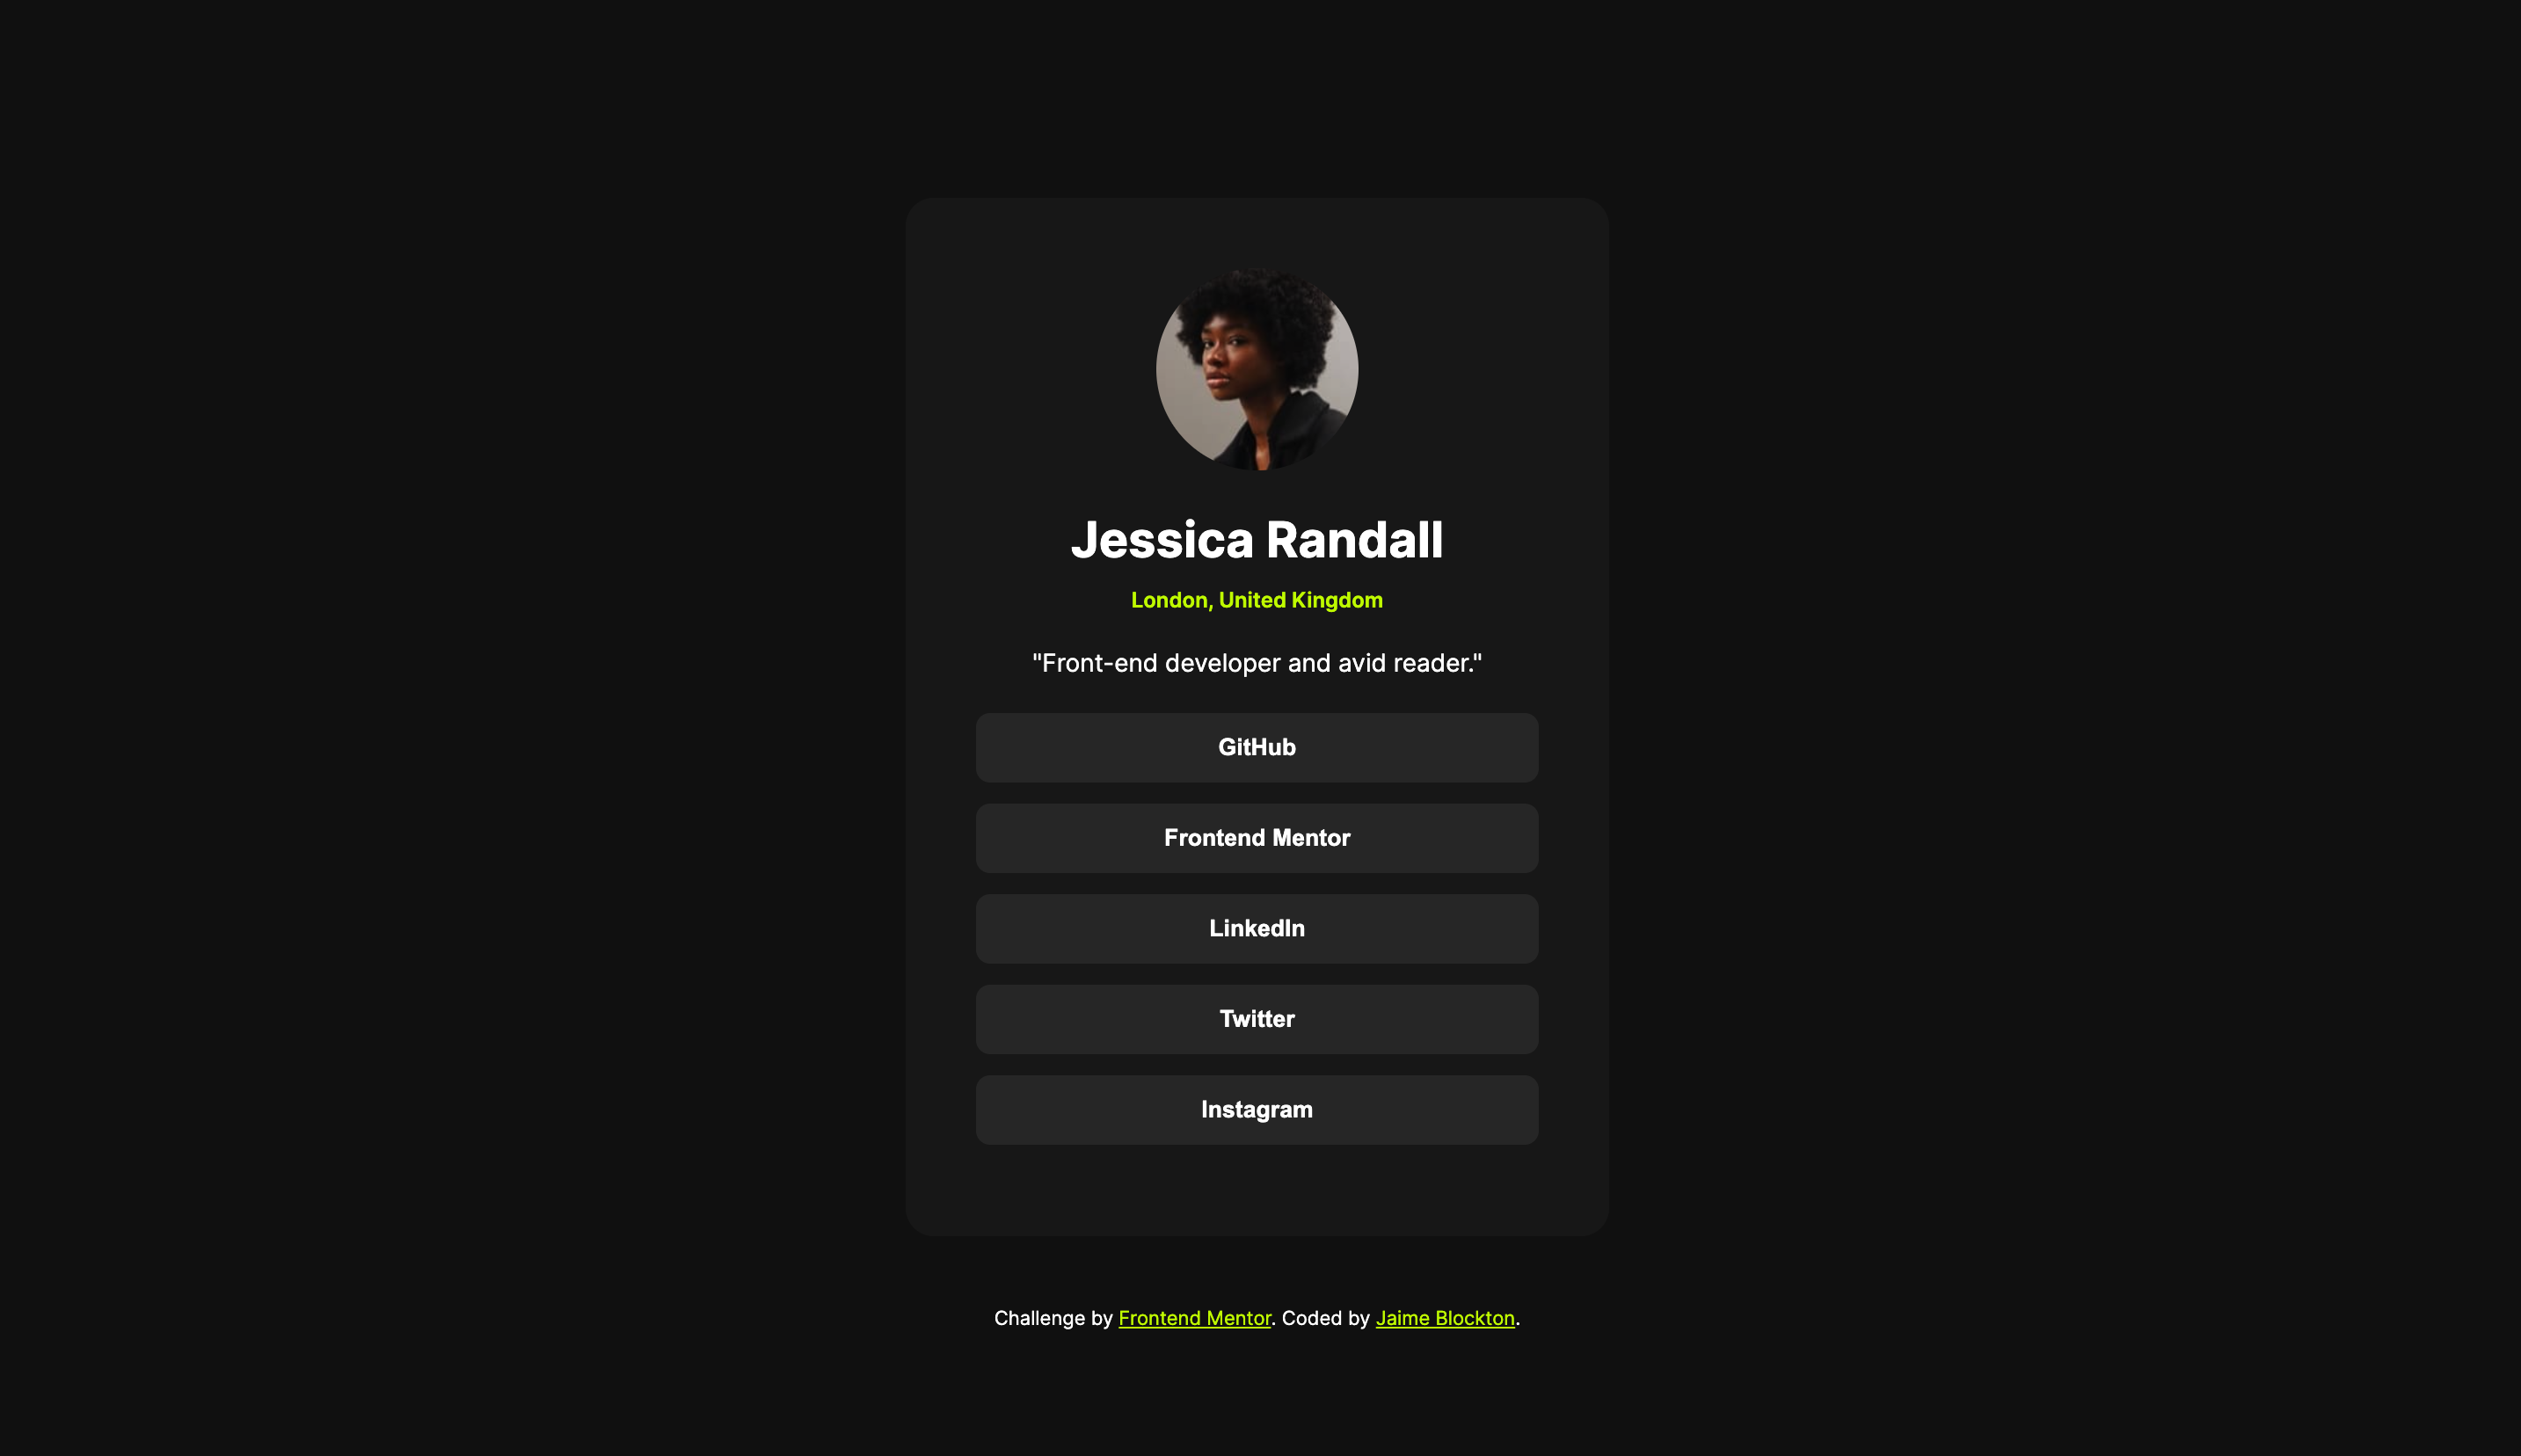 Jessica Randall
London, United Kingdom
"Front-end developer and avid reader."
GitHub
Frontend Mentor
LinkedIn
Twitter
Instagram
Challenge by Frontend Mentor. Coded by Jaime Blockton.